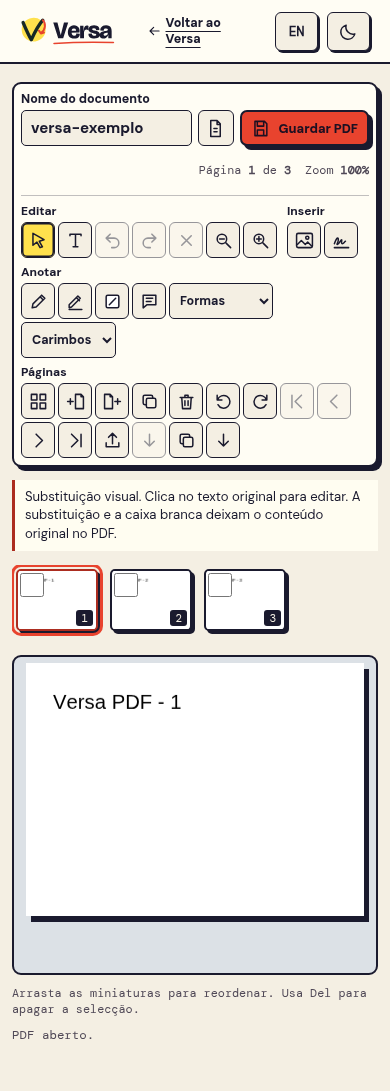 Versa
Voltar ao
Versa
EN
Nome do documento
versa-exemplo
Guardar PDF
Página 1 de 3 Zoom 100%
Editar
Inserir
Anotar
Formas
Carimbos
Páginas
Substituição visual. Clica no texto original para editar. A
substituição e a caixa branca deixam o conteúdo
original no PDF.
1
2
3
Versa PDF - 1
Arrasta as miniaturas para reordenar. Usa Del para
apagar a selecção.
PDF aberto.